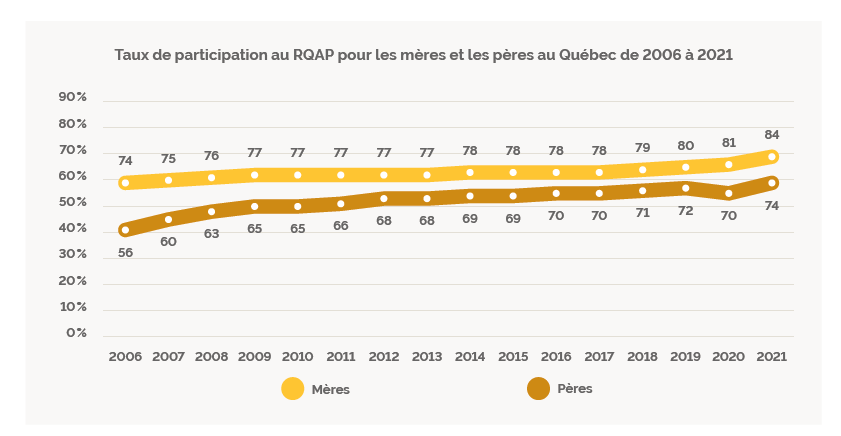 Taux de participation au RQAP pour les mères et les pères au Québec de 2006 à 2021
90%
80%
70%
60%
50%
40%
30%
20%
10%
0%
74 75 76 77 77 77 77 77 78 78 78 78 79 80 81 84
56 60 63 65 65 66 68 68 69 69 70 70 71 72 70 74
2006 2007 2008 2009 2010 2011 2012 2013 2014 2015 2016 2017 2018 2019 2020 2021
Mères Pères